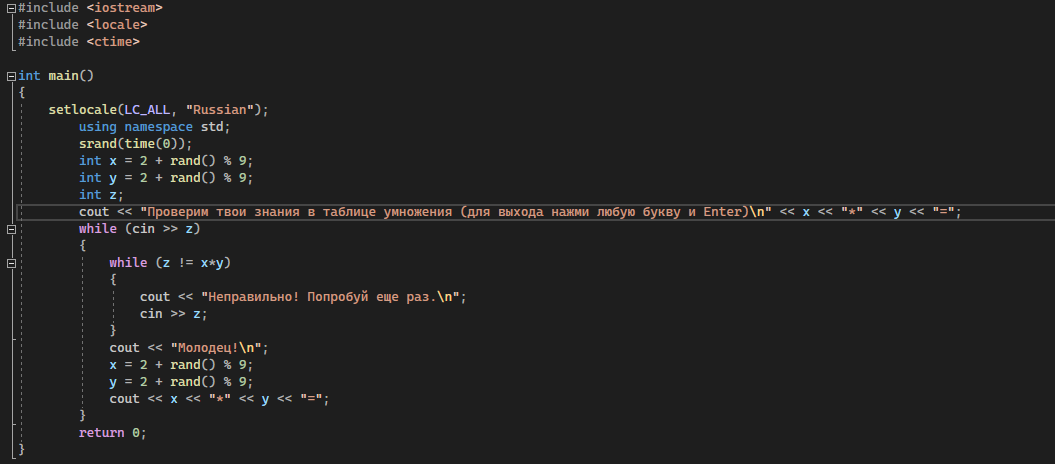 #include <iostream>
#include <locale>
#include <ctime>
int main()
{
setlocale(LC_ALL, "Russian");
using namespace std;
srand(time(0));
int x = 2 + rand() % 9;
int y = 2 + rand() % 9;
int z;
cout << "Проверим твои знания в таблице умножения (для выхода нажми любую букву и Enter)\n" << x << "*" << y << "=";
while (cin >> z)
{
while (z != x*y)
{
cout << "Неправильно! Попробуй еще раз.\n";
cin >> z;
}
cout << "Молодец!\n";
x = 2 + rand() % 9;
y = 2 + rand() % 9;
cout << x << "*" << y << "=";
}
return 0;
}